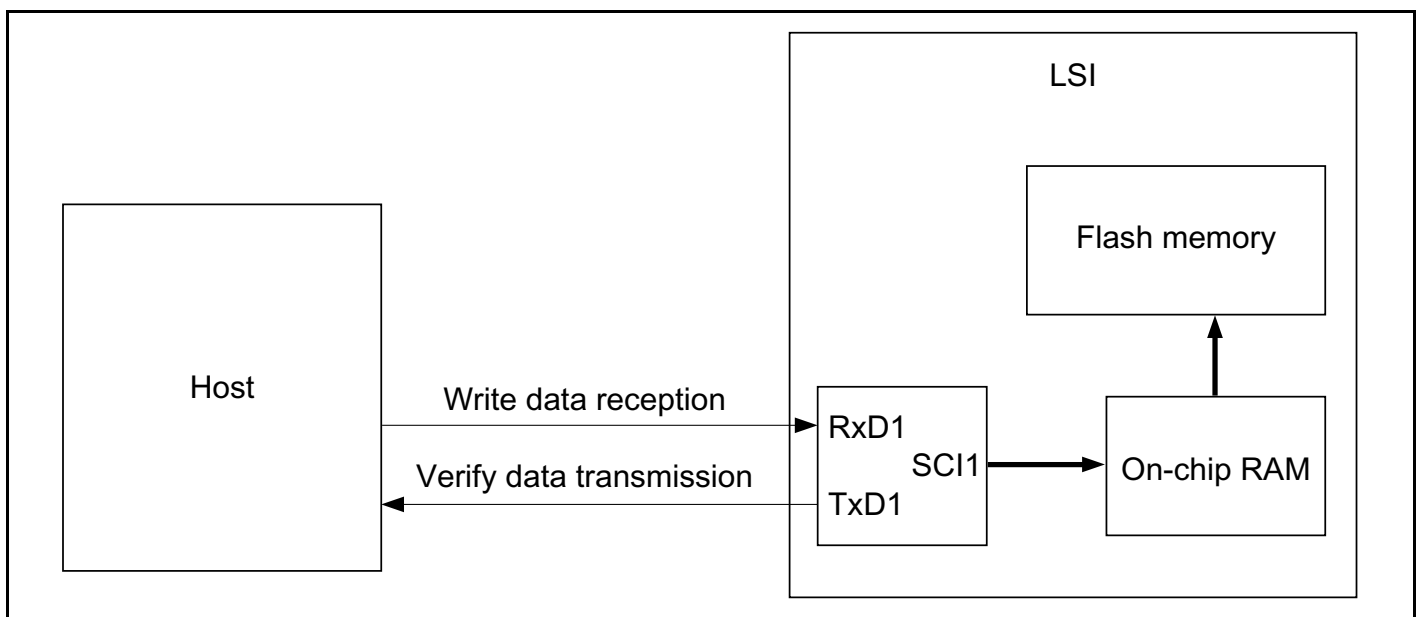 LSI
Flash memory
Host
Write data reception
RxD1
SCI1
On-chip RAM
Verify data transmission
TxD1